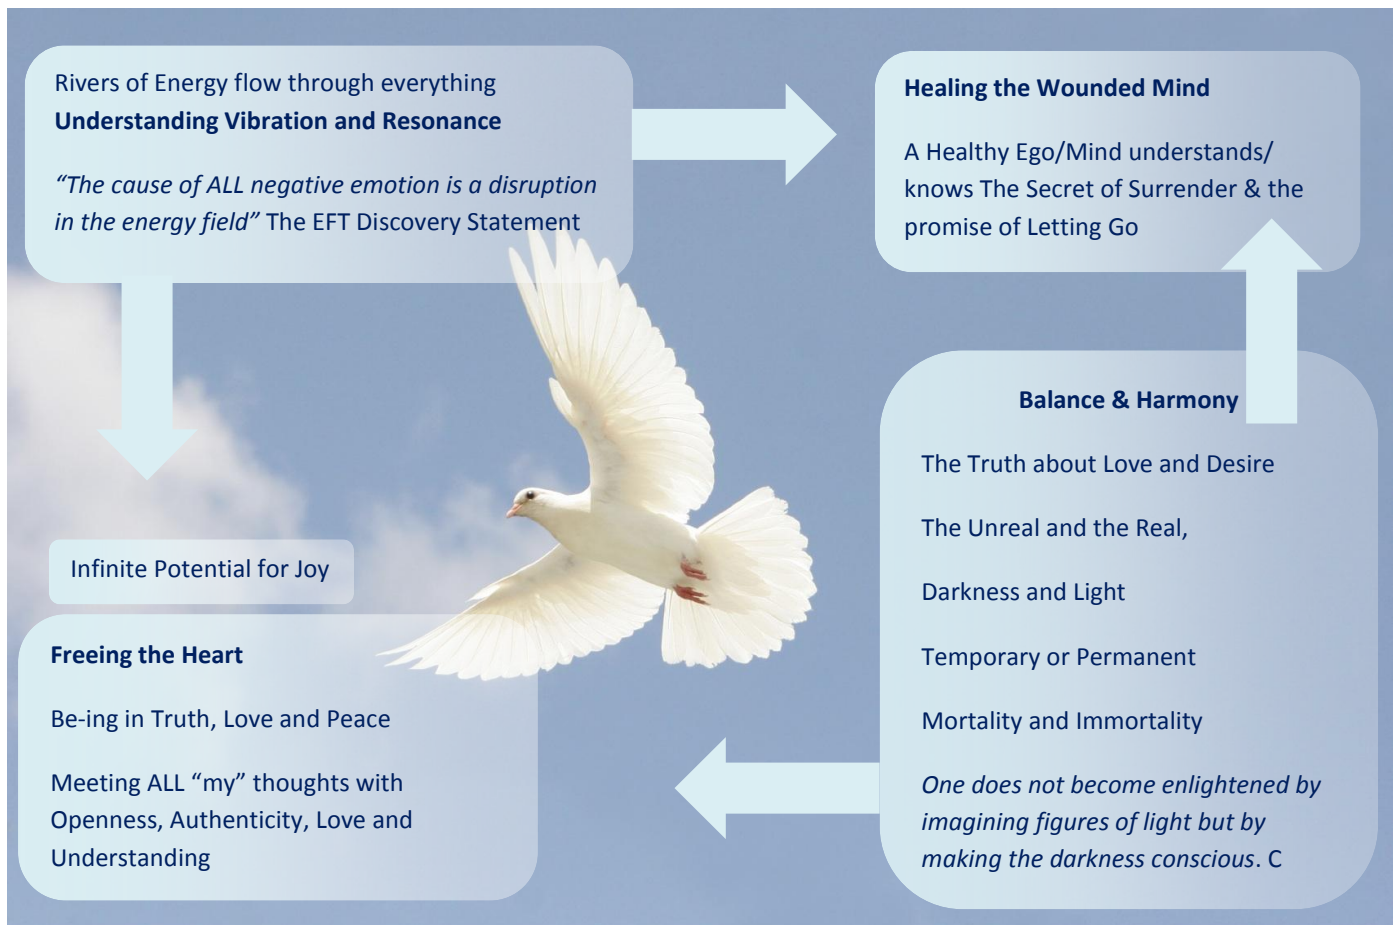 Rivers of Energy flow through everything
Understanding Vibration and Resonance
“The cause of ALL negative emotion is a disruption
in the energy field” The EFT Discovery Statement
Healing the Wounded Mind
A Healthy Ego/Mind understands/
knows The Secret of Surrender & the
promise of Letting Go
Balance & Harmony
The Truth about Love and Desire
The Unreal and the Real,
Darkness and Light
Temporary or Permanent
Mortality and Immortality
One does not become enlightened by
imagining figures of light but by
making the darkness conscious. C
Infinite Potential for Joy
Freeing the Heart
Be-ing in Truth, Love and Peace
Meeting ALL “my” thoughts with
Openness, Authenticity, Love and
Understanding